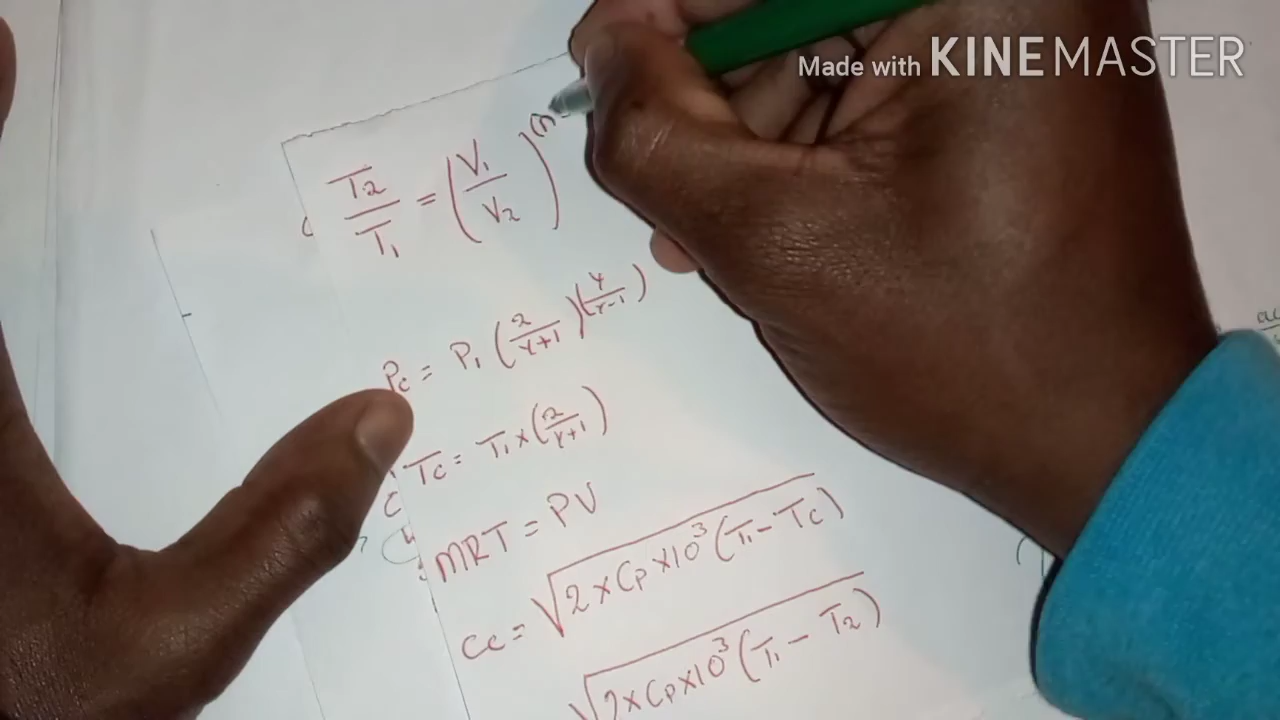 Made with KINEMASTER
T2/T1 = (V1/V2)^(n-
Pc = P1 (2/γ+1)^(γ/γ-1)
Tc = T1 × (2/γ+1)
MRT = PV
Cc = √2 × Cp × 10³ (T1 − Tc)
√2 × Cp × 10³ (T1 − T2)